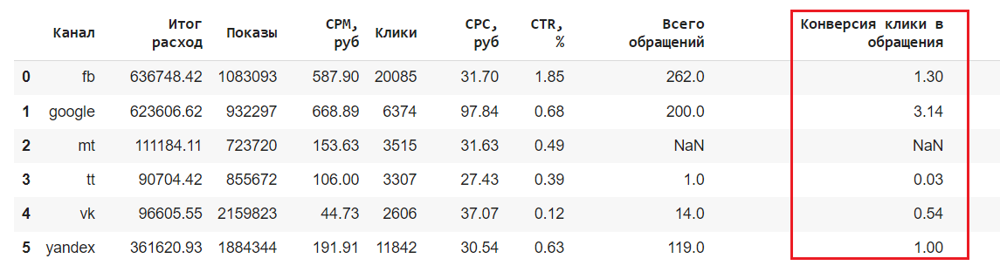 Канал Итог расход Показы CPM, руб Клики CPC, руб CTR, % Всего обращений Конверсия клики в обращения
0 fb 636748.42 1083093 587.90 20085 31.70 1.85 262.0 1.30
1 google 623606.62 932297 668.89 6374 97.84 0.68 200.0 3.14
2 mt 111184.11 723720 153.63 3515 31.63 0.49 NaN NaN
3 tt 90704.42 855672 106.00 3307 27.43 0.39 1.0 0.03
4 vk 96605.55 2159823 44.73 2606 37.07 0.12 14.0 0.54
5 yandex 361620.93 1884344 191.91 11842 30.54 0.63 119.0 1.00